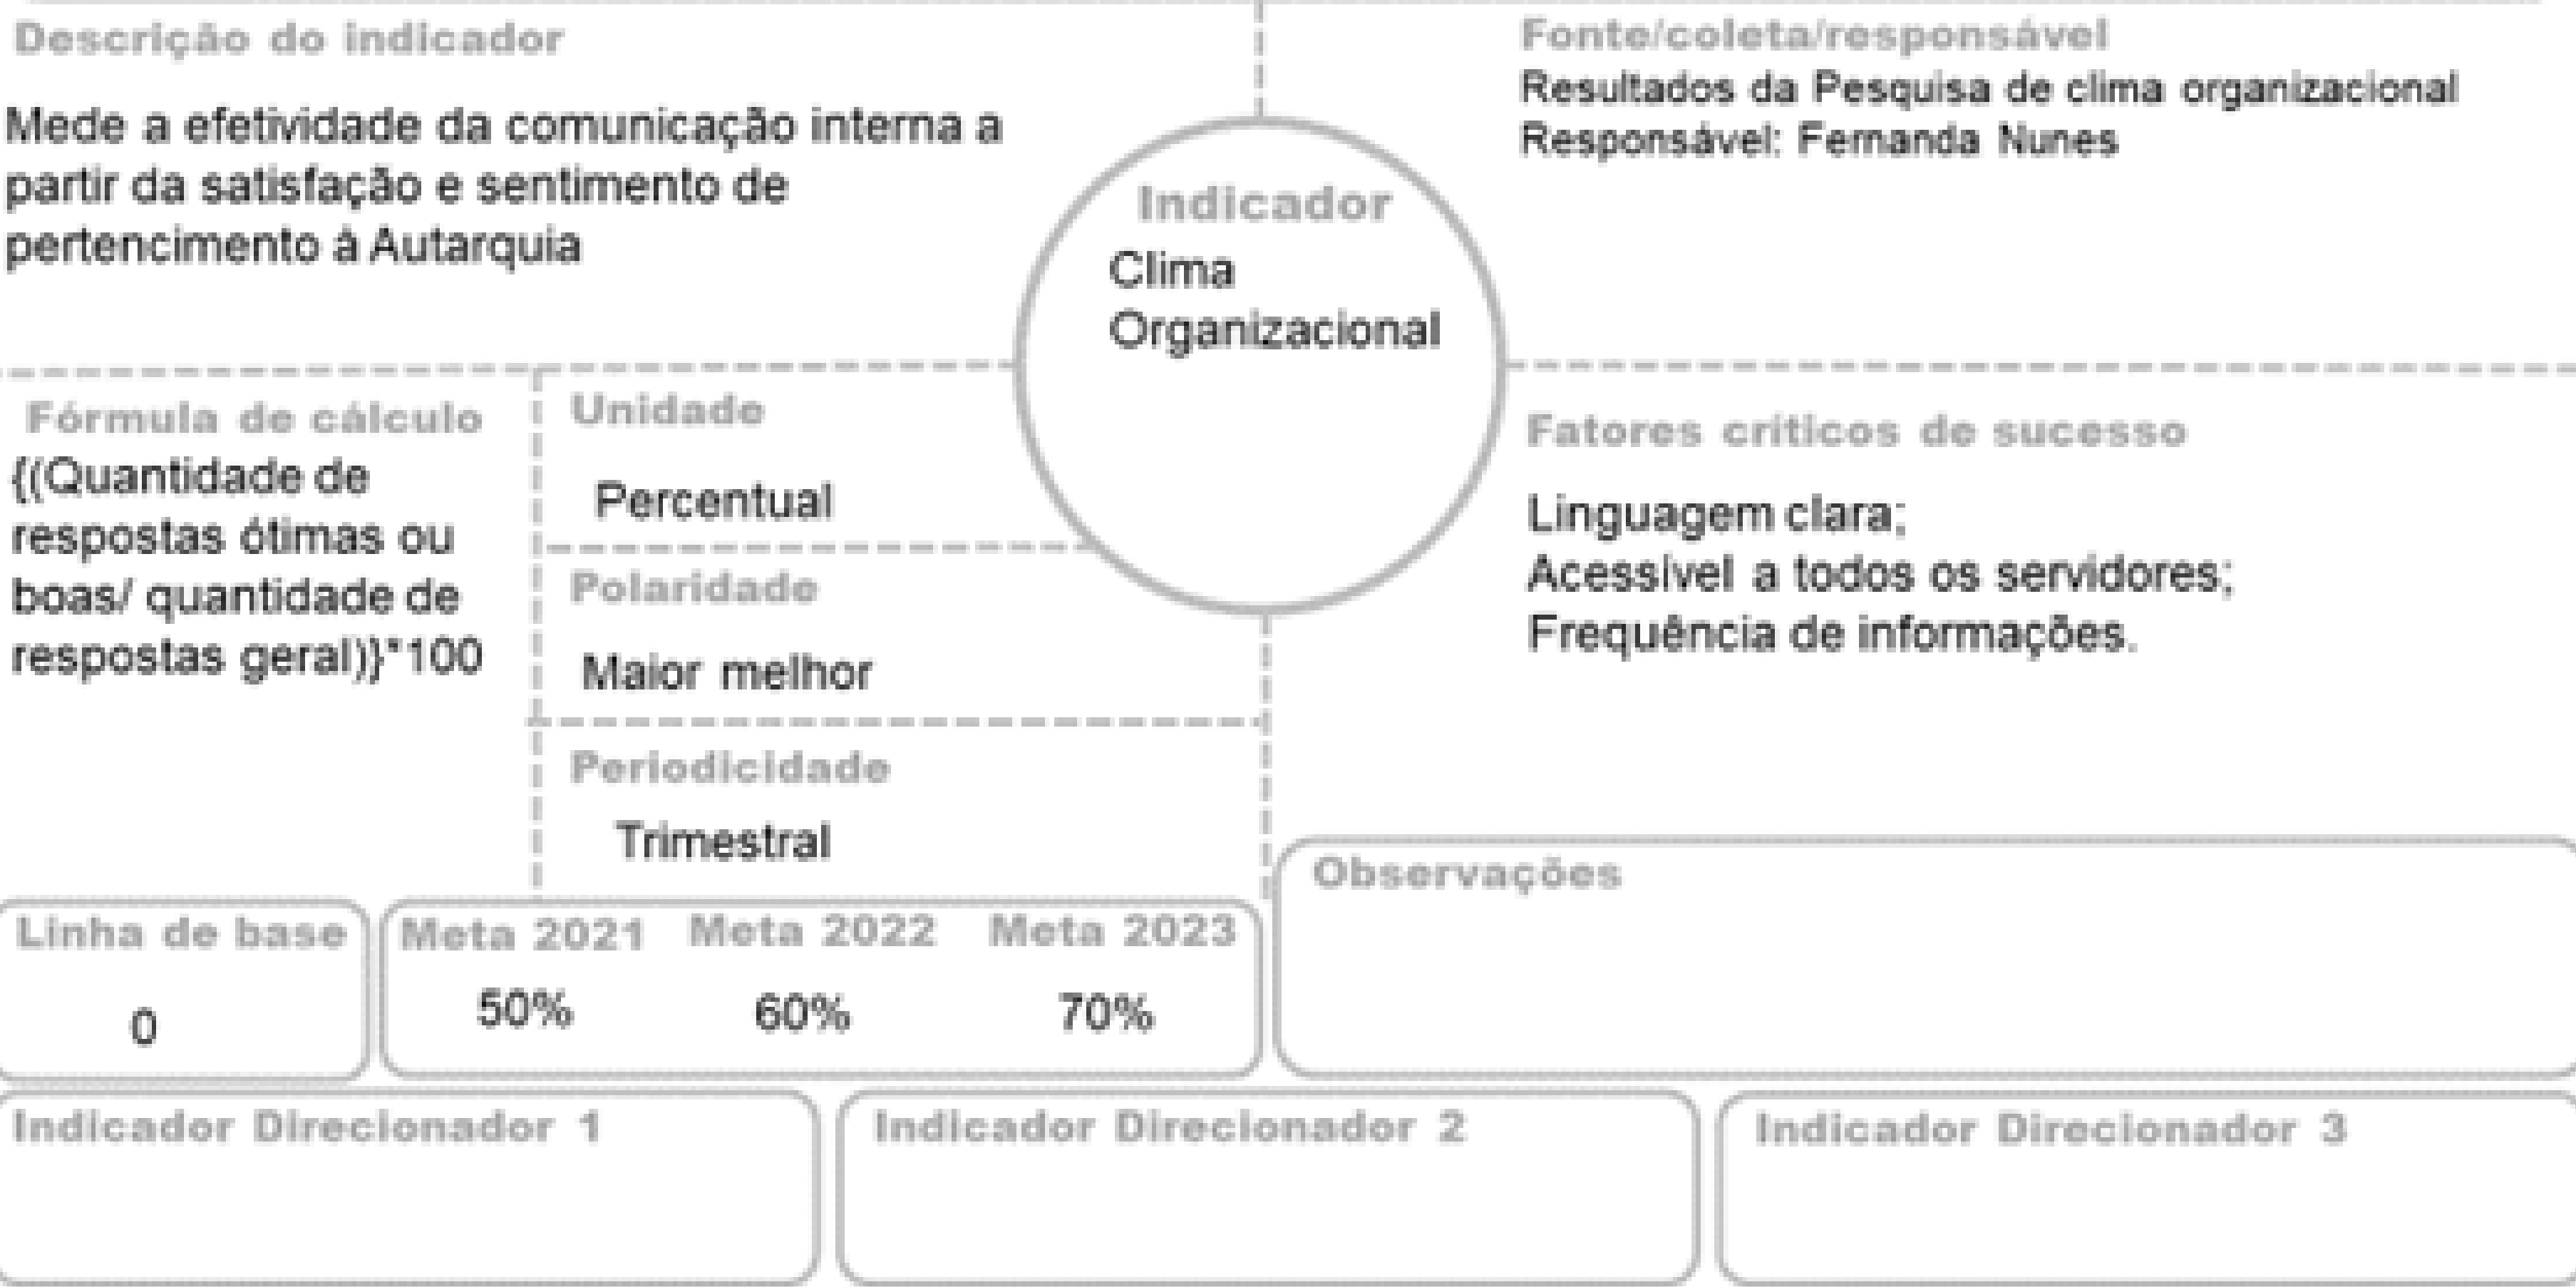 Descrição do indicador
Mede a efetividade da comunicação interna a
partir da satisfação e sentimento de
pertencimento à Autarquia
Fonte/coleta/responsável
Resultados da Pesquisa de clima organizacional
Responsável: Fernanda Nunes
Indicador
Clima
Organizacional
Fórmula de cálculo
{(Quantidade de
respostas ótimas ou
boas/ quantidade de
respostas geral)}*100
Unidade
Percentual
Polaridade
Maior melhor
Periodicidade
Trimestral
Fatores críticos de sucesso
Linguagem clara;
Acessível a todos os servidores;
Frequência de informações.
Linha de base
0
Meta 2021 Meta 2022 Meta 2023
50% 60% 70%
Observações
Indicador Direcionador 1
Indicador Direcionador 2
Indicador Direcionador 3